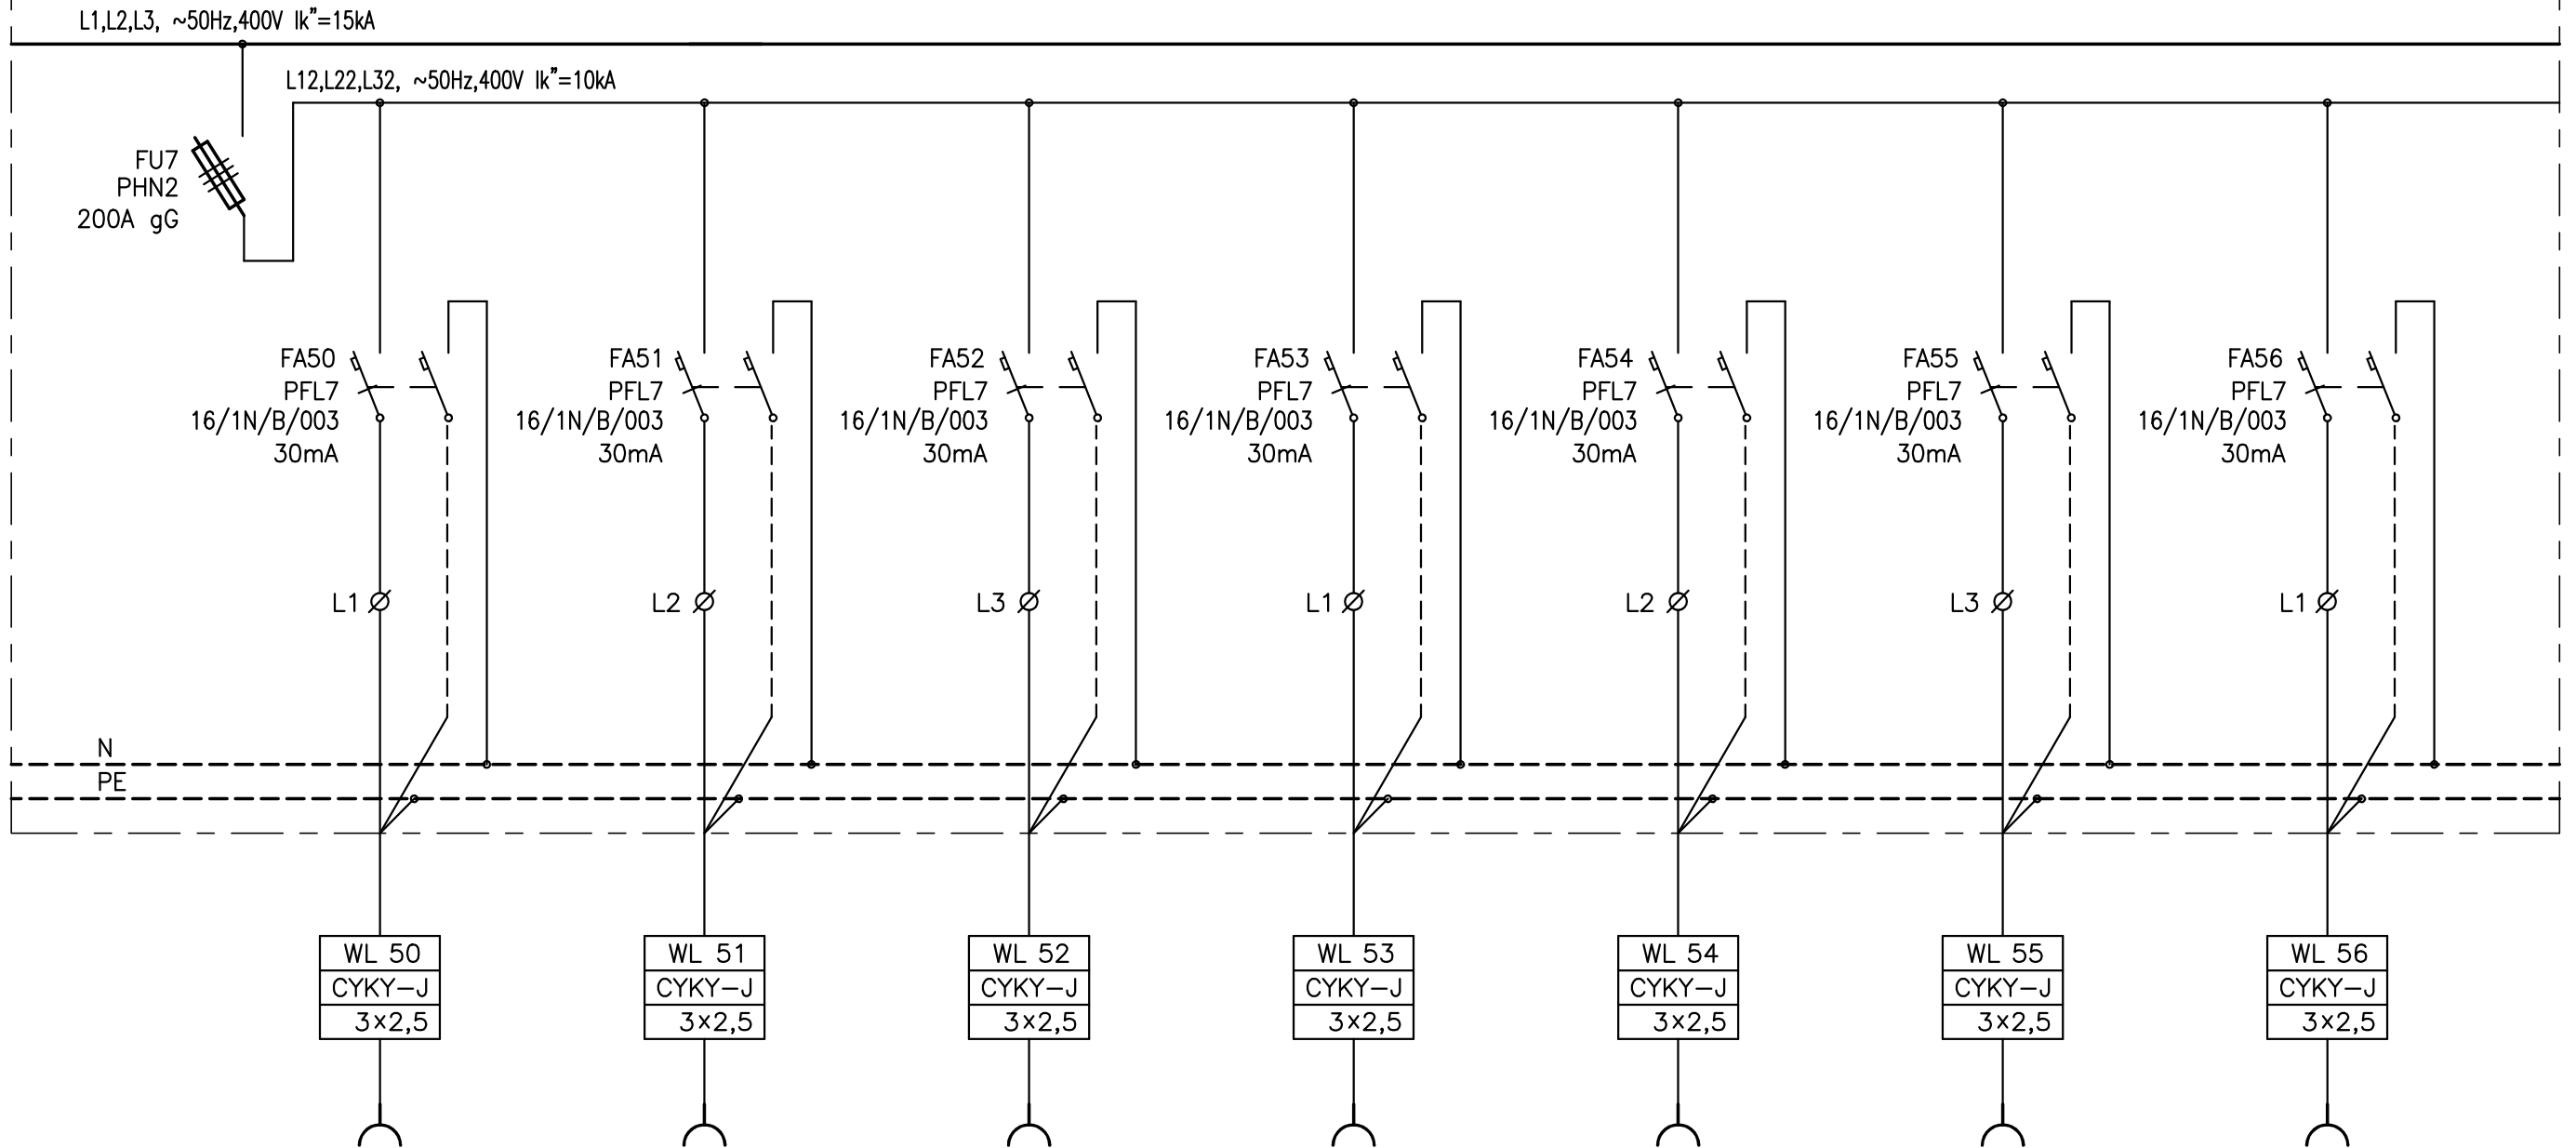 L1,L2,L3, ~50Hz,400V Ik"=15kA
L12,L22,L32, ~50Hz,400V Ik"=10kA
FU7
PHN2
200A gG
FA50
PFL7
16/1N/B/003
30mA
FA51
PFL7
16/1N/B/003
30mA
FA52
PFL7
16/1N/B/003
30mA
FA53
PFL7
16/1N/B/003
30mA
FA54
PFL7
16/1N/B/003
30mA
FA55
PFL7
16/1N/B/003
30mA
FA56
PFL7
16/1N/B/003
30mA
L1
L2
L3
L1
L2
L3
L1
N
PE
WL 50
CYKY-J
3×2,5
WL 51
CYKY-J
3×2,5
WL 52
CYKY-J
3×2,5
WL 53
CYKY-J
3×2,5
WL 54
CYKY-J
3×2,5
WL 55
CYKY-J
3×2,5
WL 56
CYKY-J
3×2,5